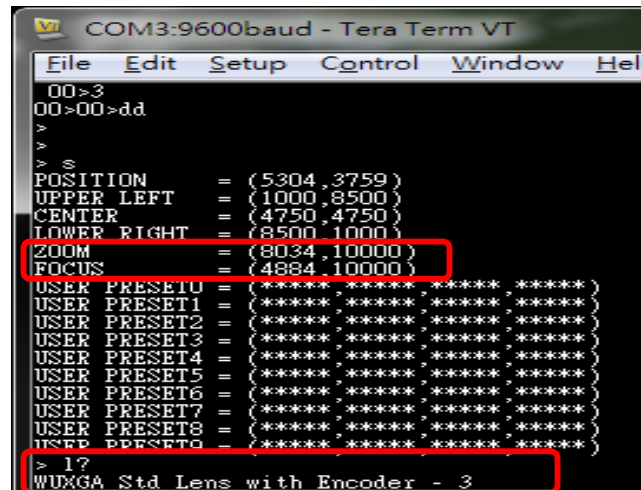 COM3:9600baud - Tera Term VT
File Edit Setup Control Window Hel
00>3
00>00>dd
>
>
> s
POSITION = (5304,3759)
UPPER LEFT = (1000,8500)
CENTER = (4750,4750)
LOWER RIGHT = (8500,1000)
ZOOM = (8034,10000)
FOCUS = (4884,10000)
USER PRESET0 = (*****,*****,*****,*****)
USER PRESET1 = (*****,*****,*****,*****)
USER PRESET2 = (*****,*****,*****,*****)
USER PRESET3 = (*****,*****,*****,*****)
USER PRESET4 = (*****,*****,*****,*****)
USER PRESET5 = (*****,*****,*****,*****)
USER PRESET6 = (*****,*****,*****,*****)
USER PRESET7 = (*****,*****,*****,*****)
USER PRESET8 = (*****,*****,*****,*****)
USER PRESET9 = (*****,*****,*****,*****)
> l?
WUXGA Std Lens with Encoder - 3